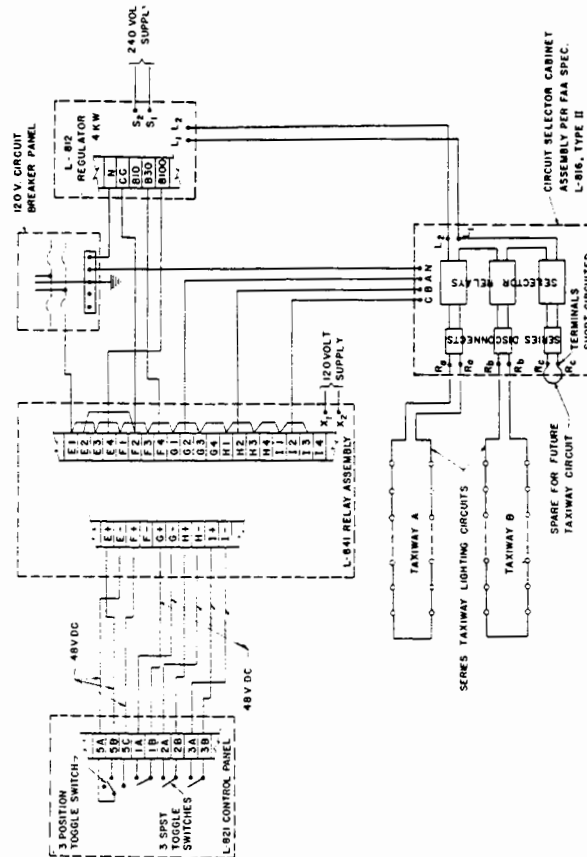 3 POSITION
TOGGLE SWITCH
5A
5B
5C
1A
1B
2A
2B
3A
3B
3 SPST
TOGGLE
SWITCHES
L-821 CONTROL PANEL
48 V DC
48 V DC
E+
E-
F+
F-
G+
G-
H+
H-
I+
I-
L-841 RELAY ASSEMBLY
E1
E2
E3
E4
F1
F2
F3
F4
G1
G2
G3
G4
H1
H2
H3
H4
I1
I2
I3
I4
X1
X2
120 VOLT
SUPPLY
120 V. CIRCUIT
BREAKER PANEL
L-812
REGULATOR
4 KW
N
CC
B10
B30
B100
S2
S1
240 VOL
SUPPLY
L1
L2
CIRCUIT SELECTOR CABINET
ASSEMBLY PER FAA SPEC.
L-816, TYPE II
C B A N
L2
L1
SELECTOR RELAYS
SERIES DISCONNECTS
Ra
Ra
Rb
Rb
Rc
Rc
TERMINALS
SHORT CIRCUITED
SPARE FOR FUTURE
TAXIWAY CIRCUIT
TAXIWAY A
TAXIWAY B
SERIES TAXIWAY LIGHTING CIRCUITS